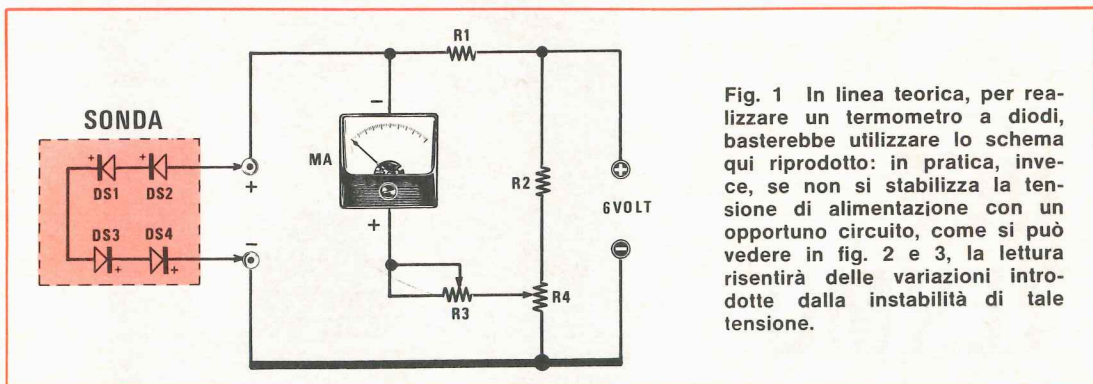 R1
SONDA
+
DS1
+
DS2
DS3
+
DS4
+
+
−
−
MA
+
R3
R2
R4
+
6VOLT
−
Fig. 1 In linea teorica, per rea-
lizzare un termometro a diodi,
basterebbe utilizzare lo schema
qui riprodotto: in pratica, inve-
ce, se non si stabilizza la ten-
sione di alimentazione con un
opportuno circuito, come si può
vedere in fig. 2 e 3, la lettura
risentirà delle variazioni intro-
dotte dalla instabilità di tale
tensione.